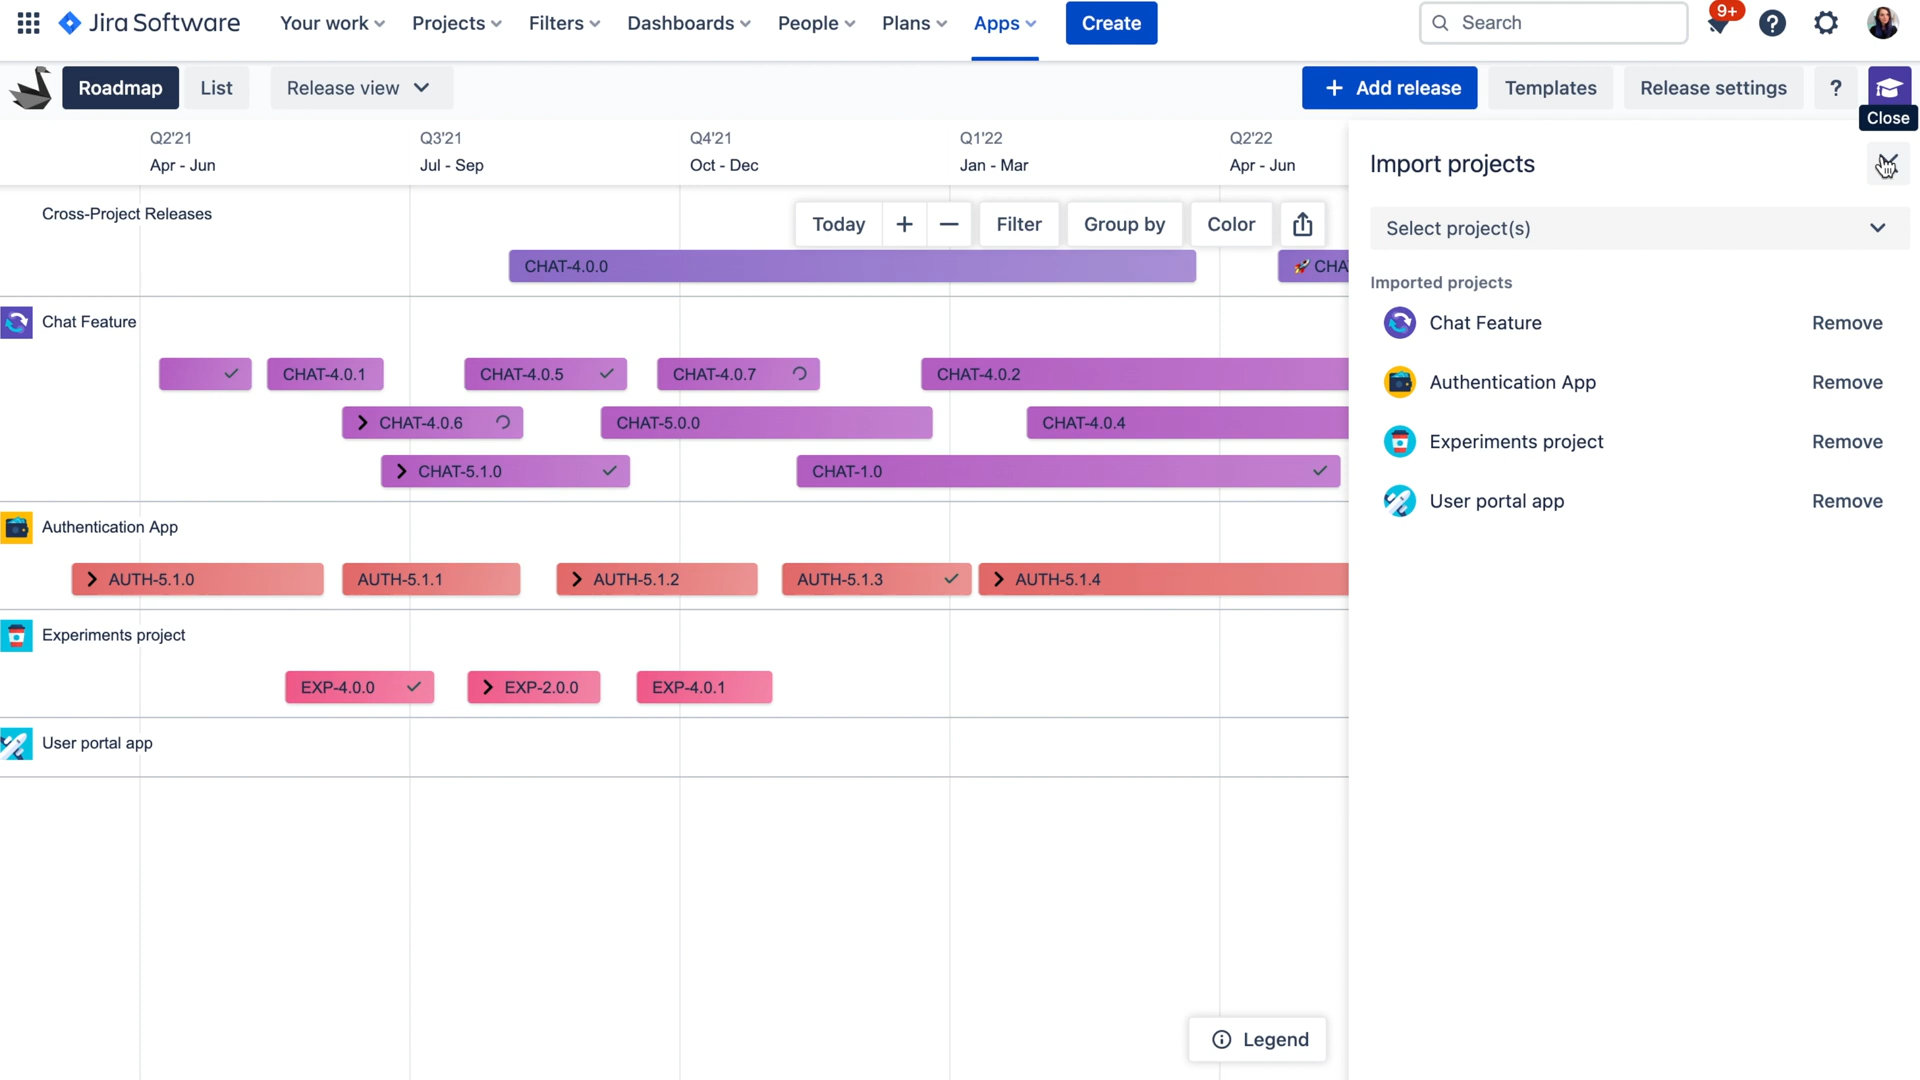 Jira Software Your work Projects Filters Dashboards People Plans Apps Create Search 9+
Roadmap List Release view + Add release Templates Release settings ?
Close
Q2'21 Q3'21 Q4'21 Q1'22 Q2'22
Apr - Jun Jul - Sep Oct - Dec Jan - Mar Apr - Jun
Import projects
Select project(s)
Imported projects
Chat Feature Remove
Authentication App Remove
Experiments project Remove
User portal app Remove
Cross-Project Releases
Today + − Filter Group by Color
CHAT-4.0.0 🚀 CHA
Chat Feature
CHAT-4.0.1 CHAT-4.0.5 CHAT-4.0.7 CHAT-4.0.2
CHAT-4.0.6 CHAT-5.0.0 CHAT-4.0.4
CHAT-5.1.0 CHAT-1.0
Authentication App
AUTH-5.1.0 AUTH-5.1.1 AUTH-5.1.2 AUTH-5.1.3 AUTH-5.1.4
Experiments project
EXP-4.0.0 EXP-2.0.0 EXP-4.0.1
User portal app
Legend